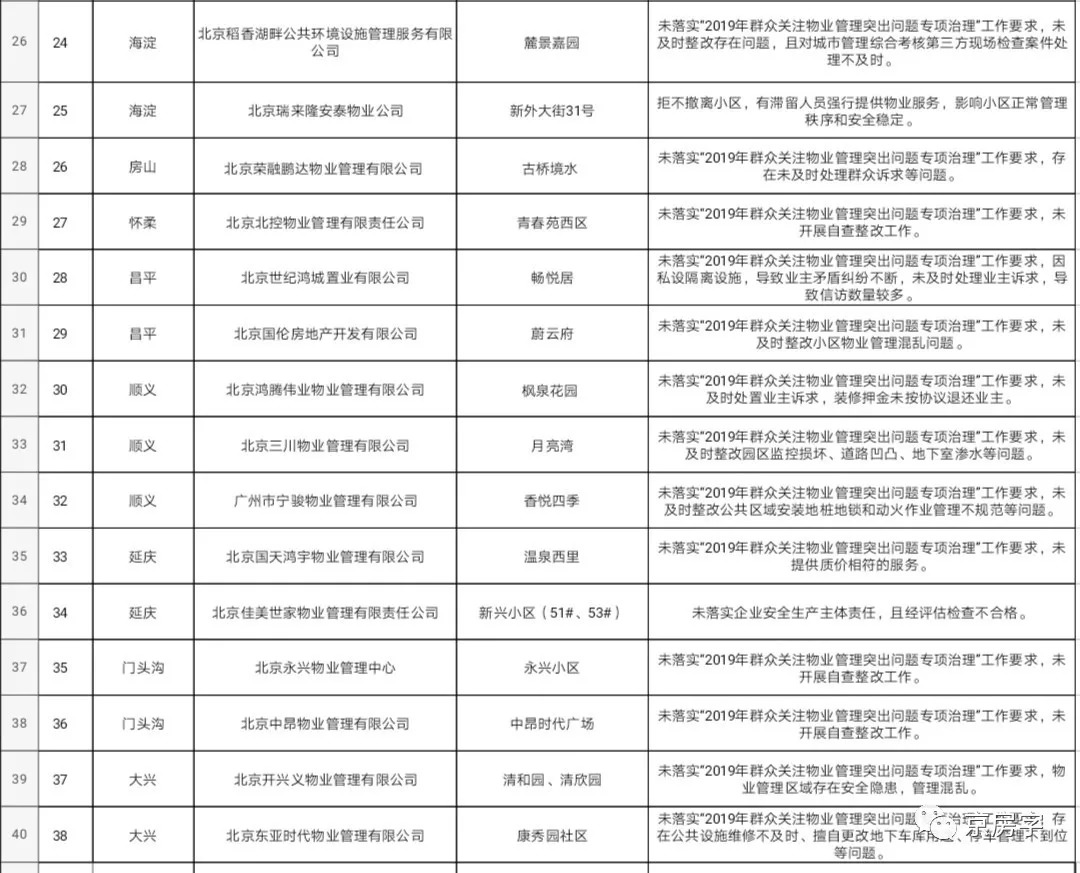 26 24 海淀 北京稻香湖畔公共环境设施管理服务有限
公司 麓景嘉园 未落实“2019年群众关注物业管理突出问题专项治理”工作要求，未
及时整改存在问题，且对城市管理综合考核第三方现场检查案件处
理不及时。
27 25 海淀 北京瑞来隆安泰物业公司 新外大街31号 拒不撤离小区，有滞留人员强行提供物业服务，影响小区正常管理
秩序和安全稳定。
28 26 房山 北京荣融鹏达物业管理有限公司 古桥境水 未落实“2019年群众关注物业管理突出问题专项治理”工作要求，存
在未及时处理群众诉求等问题。
29 27 怀柔 北京北控物业管理有限责任公司 青春苑西区 未落实“2019年群众关注物业管理突出问题专项治理”工作要求，未
开展自查整改工作。
30 28 昌平 北京世纪鸿城置业有限公司 畅悦居 未落实“2019年群众关注物业管理突出问题专项治理”工作要求，因
私设隔离设施，导致业主矛盾纠纷不断，未及时处理业主诉求，导
致信访数量较多。
31 29 昌平 北京国伦房地产开发有限公司 蔚云府 未落实“2019年群众关注物业管理突出问题专项治理”工作要求，未
及时整改小区物业管理混乱问题。
32 30 顺义 北京鸿腾伟业物业管理有限公司 枫泉花园 未落实“2019年群众关注物业管理突出问题专项治理”工作要求，未
及时处置业主诉求，装修押金未按协议退还业主。
33 31 顺义 北京三川物业管理有限公司 月亮湾 未落实“2019年群众关注物业管理突出问题专项治理”工作要求，未
及时整改园区监控损坏、道路凹凸、地下室渗水等问题。
34 32 顺义 广州市宁骏物业管理有限公司 香悦四季 未落实“2019年群众关注物业管理突出问题专项治理”工作要求，未
及时整改公共区域安装地桩地锁和动火作业管理不规范等问题。
35 33 延庆 北京国天鸿宇物业管理有限公司 温泉西里 未落实“2019年群众关注物业管理突出问题专项治理”工作要求，未
提供质价相符的服务。
36 34 延庆 北京佳美世家物业管理有限责任公司 新兴小区（51#、53#） 未落实企业安全生产主体责任，且经评估检查不合格。
37 35 门头沟 北京永兴物业管理中心 永兴小区 未落实“2019年群众关注物业管理突出问题专项治理”工作要求，未
开展自查整改工作。
38 36 门头沟 北京中昂物业管理有限公司 中昂时代广场 未落实“2019年群众关注物业管理突出问题专项治理”工作要求，未
开展自查整改工作。
39 37 大兴 北京开兴义物业管理有限公司 清和园、清欣园 未落实“2019年群众关注物业管理突出问题专项治理”工作要求，物
业管理区域存在安全隐患，管理混乱。
40 38 大兴 北京东亚时代物业管理有限公司 康秀园社区 未落实“2019年群众关注物业管理突出问题专项治理”工作要求，存
在公共设施维修不及时、擅自更改地下车库用途、停车管理不到位
等问题。